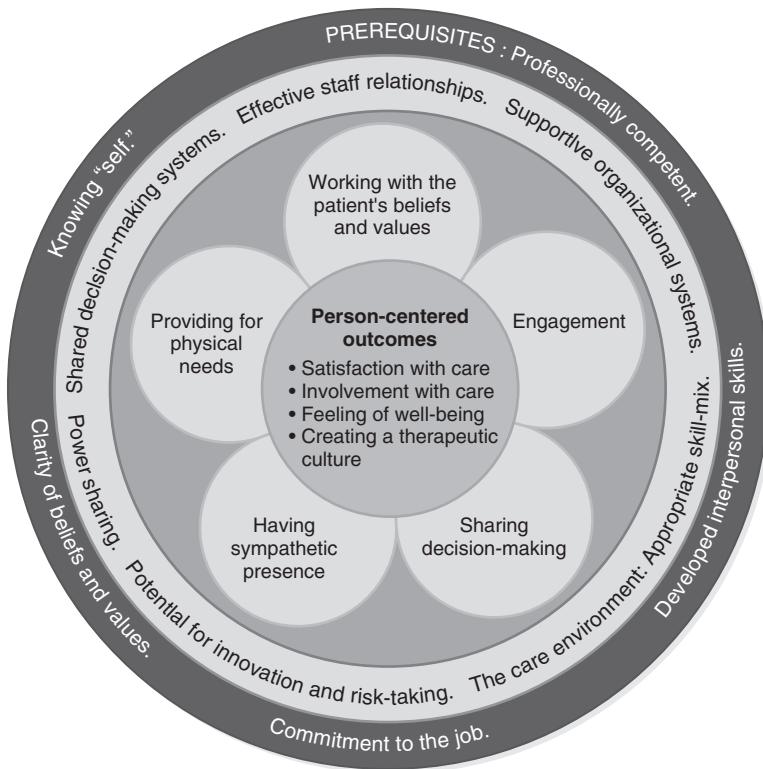 PREREQUISITES : Professionally competent.
Developed interpersonal skills.
Commitment to the job.
Clarity of beliefs and values.
Knowing “self.”
The care environment: Appropriate skill-mix.
Shared decision-making systems.
Effective staff relationships.
Supportive organizational systems.
Power sharing.
Potential for innovation and risk-taking.
Working with the
patient's beliefs
and values
Engagement
Sharing
decision-making
Having
sympathetic
presence
Providing for
physical
needs
Person-centered
outcomes
• Satisfaction with care
• Involvement with care
• Feeling of well-being
• Creating a therapeutic
culture